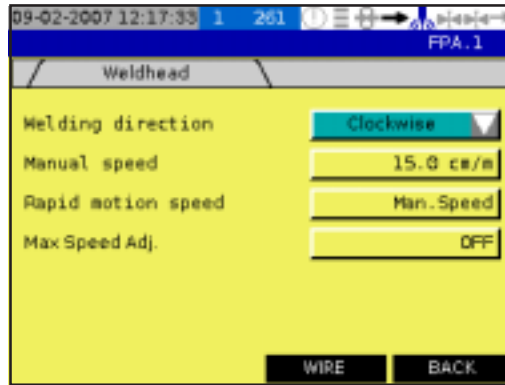 09-02-2007 12:17:33 1 261
FPA.1
Weldhead
Welding direction Clockwise
Manual speed 15.0 cm/m
Rapid motion speed Man.Speed
Max Speed Adj. OFF
WIRE BACK